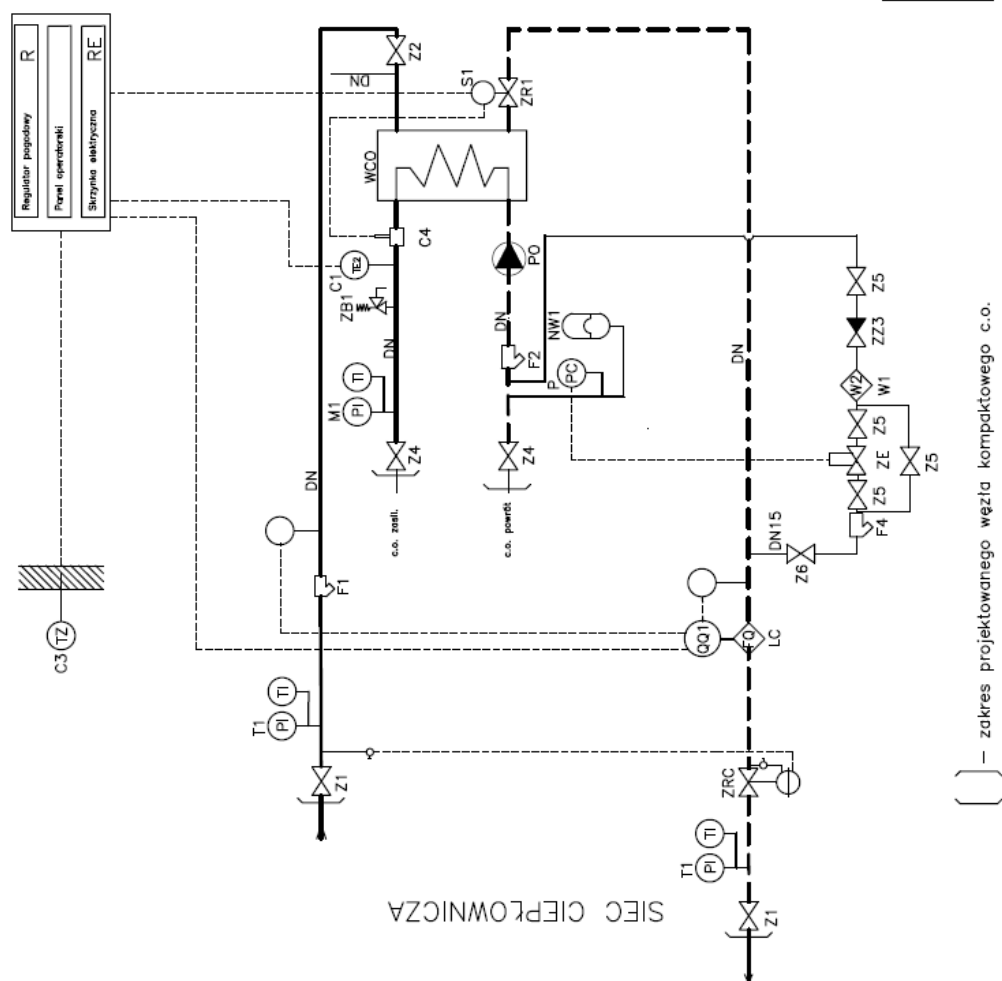 Regulator pogodowy R
Panel operatorski
Skrzynka elektryczna RE
Z2
DN
S1
ZR1
WCO
C4
C1
TE2
ZB1
DN
PO
DN
NW1
F2
P
PC
M1
PI
TI
Z4
c.o. zasil.
Z4
c.o. powrót
DN
DN
F1
C3
TZ
T1
PI
TI
Z1
QQ1
FQ
LC
DN15
Z6
F4
Z5
ZE
Z5
Z5
W2
W1
ZZ3
Z5
ZRC
T1
PI
TI
Z1
SIEC CIEPŁOWNICZA
– zakres projektowanego węzła kompaktowego c.o.